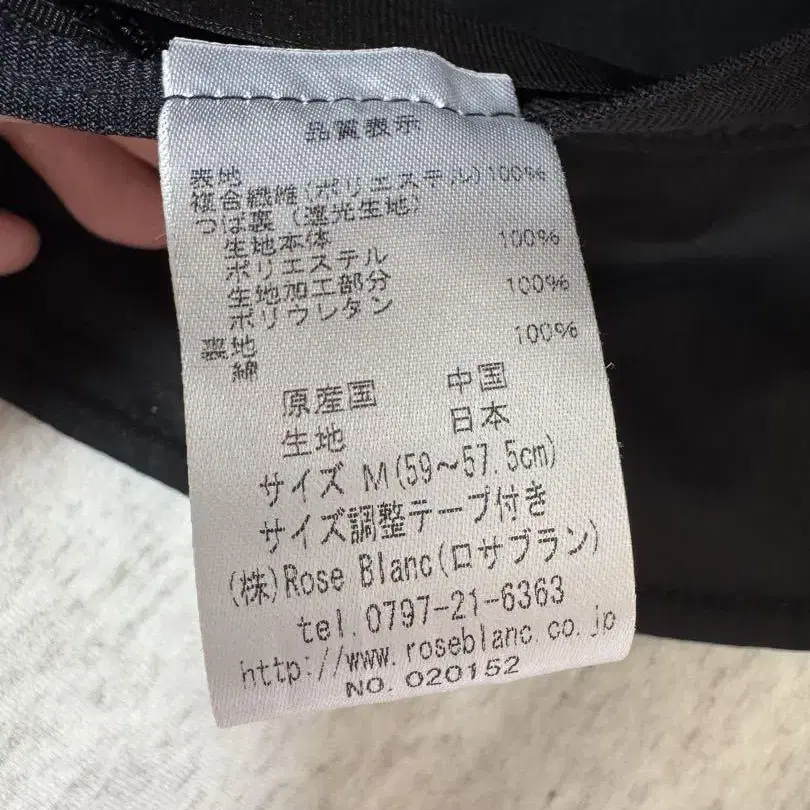 品質表示
表地
複合繊維(ポリエステル)100%
つば裏(遮光生地)
生地本体
ポリエステル 100%
生地加工部分
ポリウレタン 100%
裏地
綿 100%
原産国 中国
生地 日本
サイズ M(59～57.5cm)
サイズ調整テープ付き
(株)Rose Blanc(ロサブラン)
tel.0797-21-6363
http://www.roseblanc.co.jp
NO. 020152